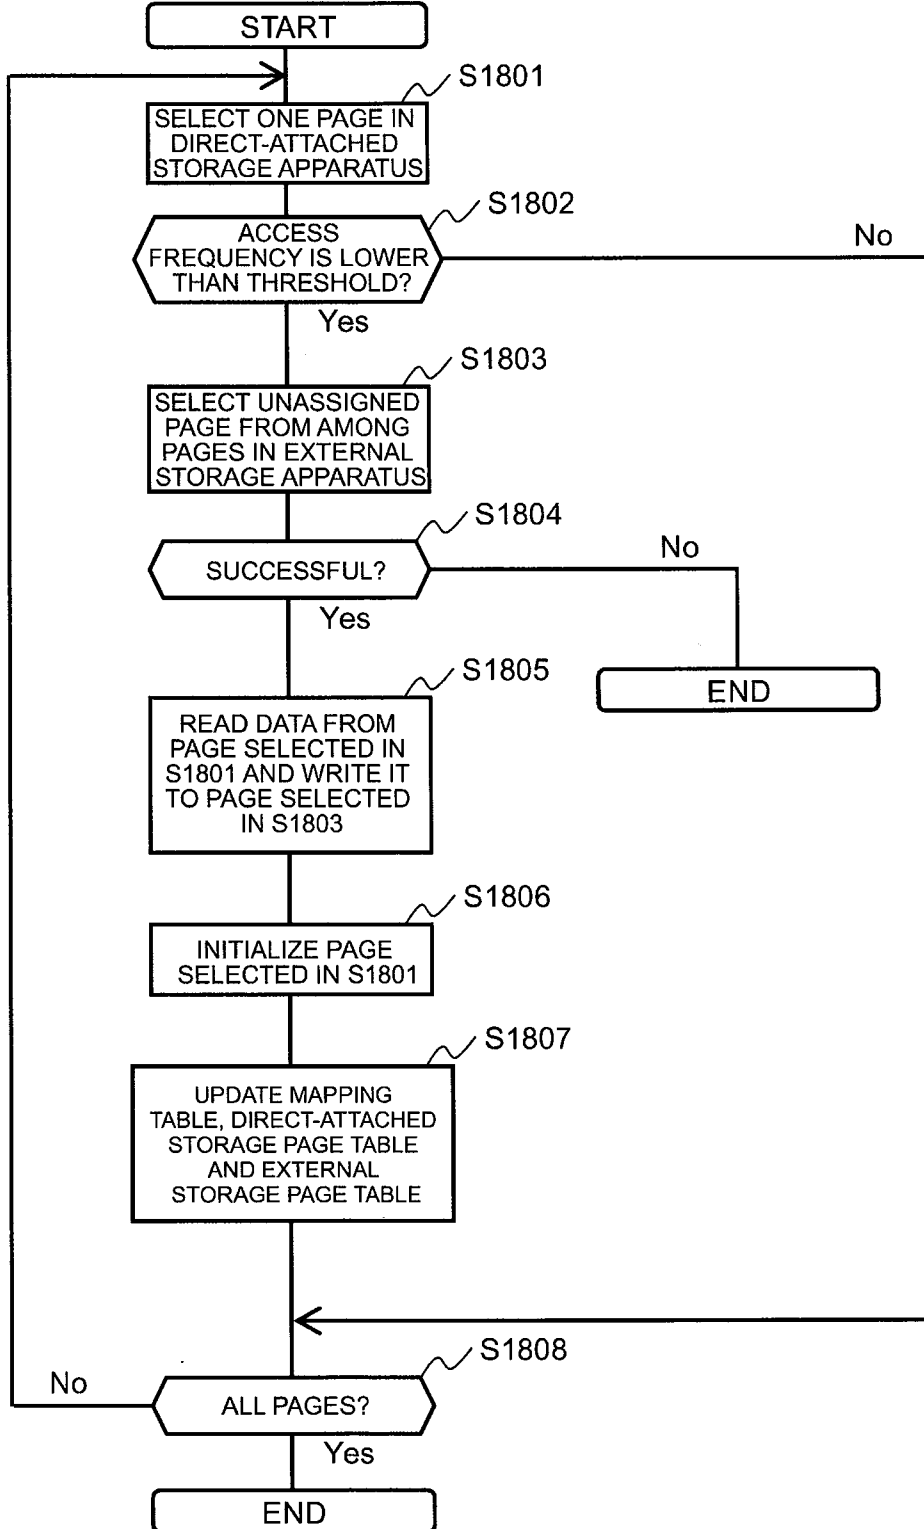 START
S1801
SELECT ONE PAGE IN
DIRECT-ATTACHED
STORAGE APPARATUS
S1802
ACCESS
FREQUENCY IS LOWER
THAN THRESHOLD?
No
Yes
S1803
SELECT UNASSIGNED
PAGE FROM AMONG
PAGES IN EXTERNAL
STORAGE APPARATUS
S1804
SUCCESSFUL?
No
Yes
END
S1805
READ DATA FROM
PAGE SELECTED IN
S1801 AND WRITE IT
TO PAGE SELECTED
IN S1803
S1806
INITIALIZE PAGE
SELECTED IN S1801
S1807
UPDATE MAPPING
TABLE, DIRECT-ATTACHED
STORAGE PAGE TABLE
AND EXTERNAL
STORAGE PAGE TABLE
S1808
ALL PAGES?
No
Yes
END